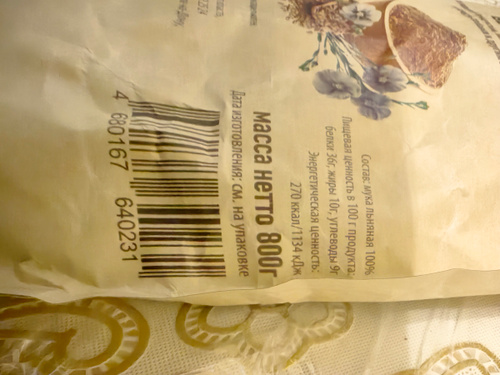 Состав: мука льняная 100%
Пищевая ценность в 100 г продукта:
белки 36г, жиры 10г, углеводы 9г
Энергетическая ценность:
270 ккал/1134 кДж
Масса нетто 800г
Дата изготовления: см. на упаковке
4 680167 640231